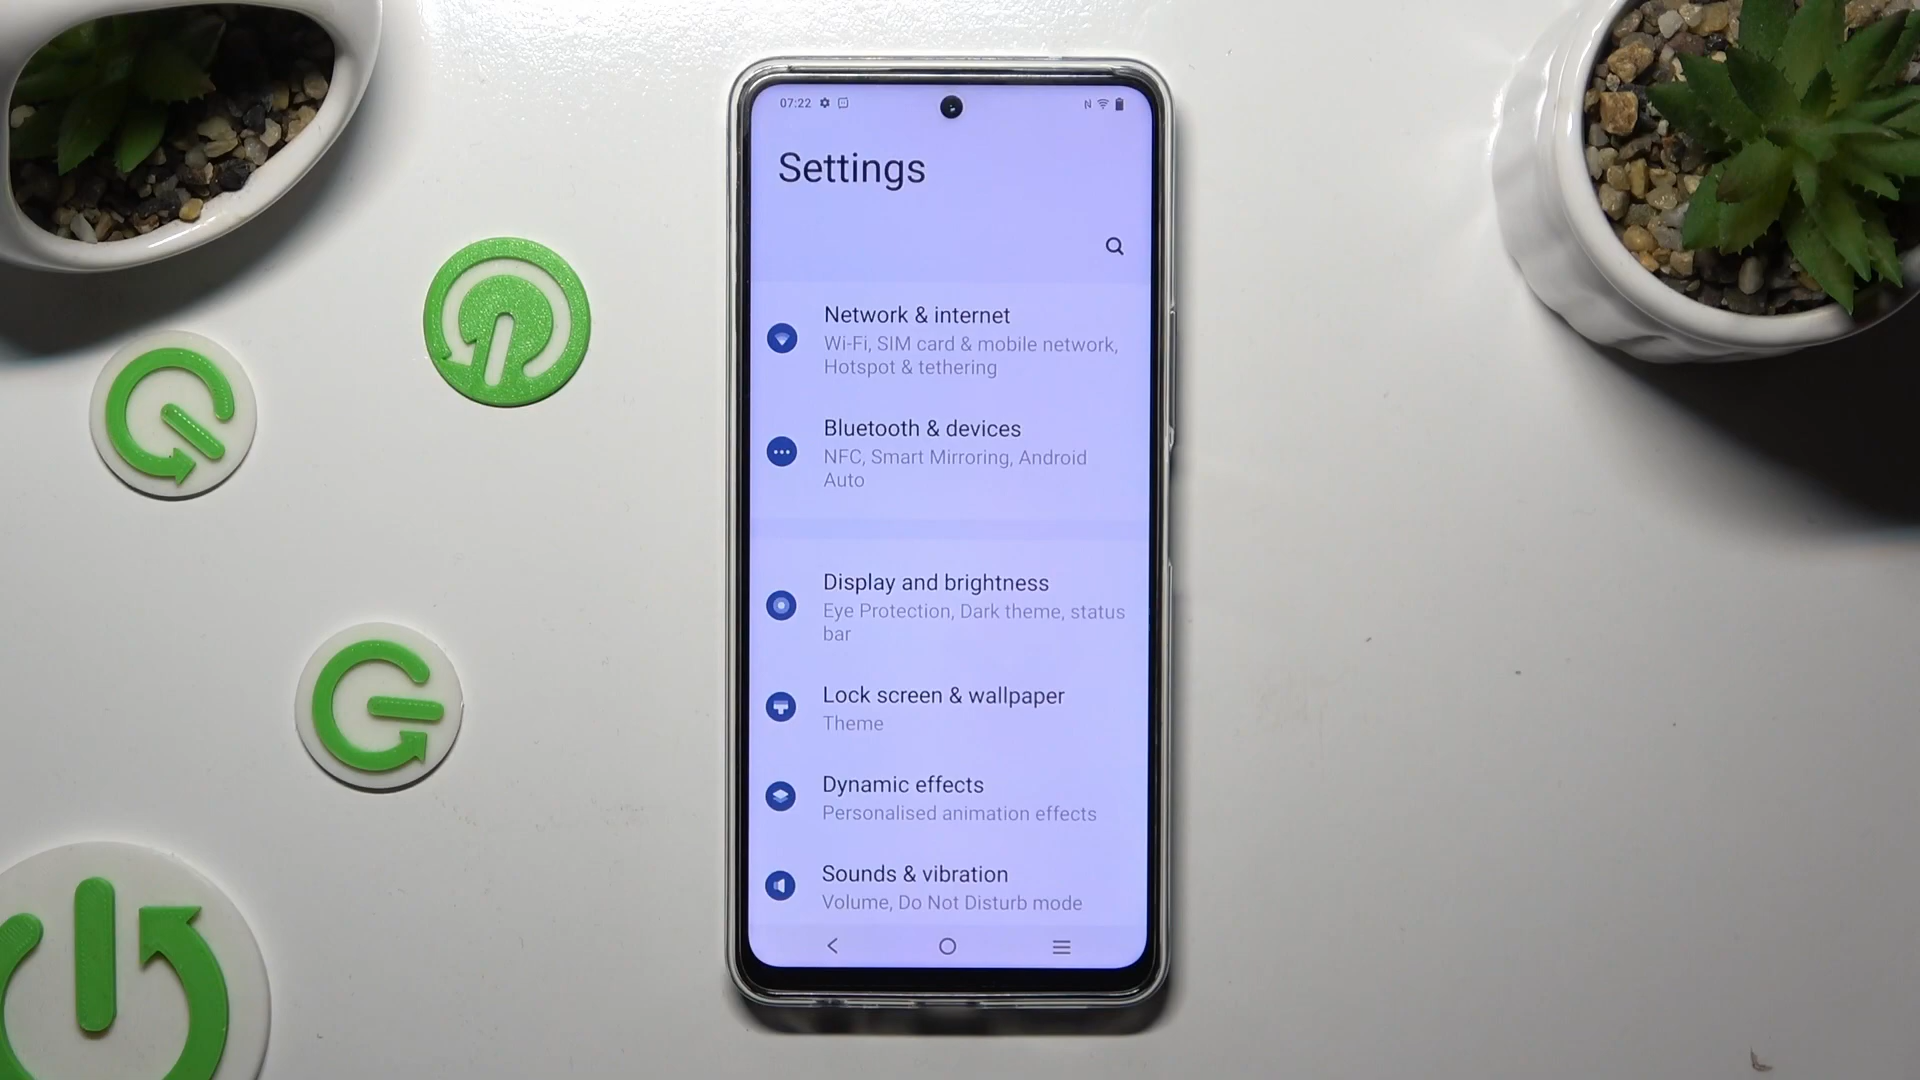 07:22
Settings
Network & internet
Wi-Fi, SIM card & mobile network,
Hotspot & tethering
Bluetooth & devices
NFC, Smart Mirroring, Android
Auto
Display and brightness
Eye Protection, Dark theme, status
bar
Lock screen & wallpaper
Theme
Dynamic effects
Personalised animation effects
Sounds & vibration
Volume, Do Not Disturb mode